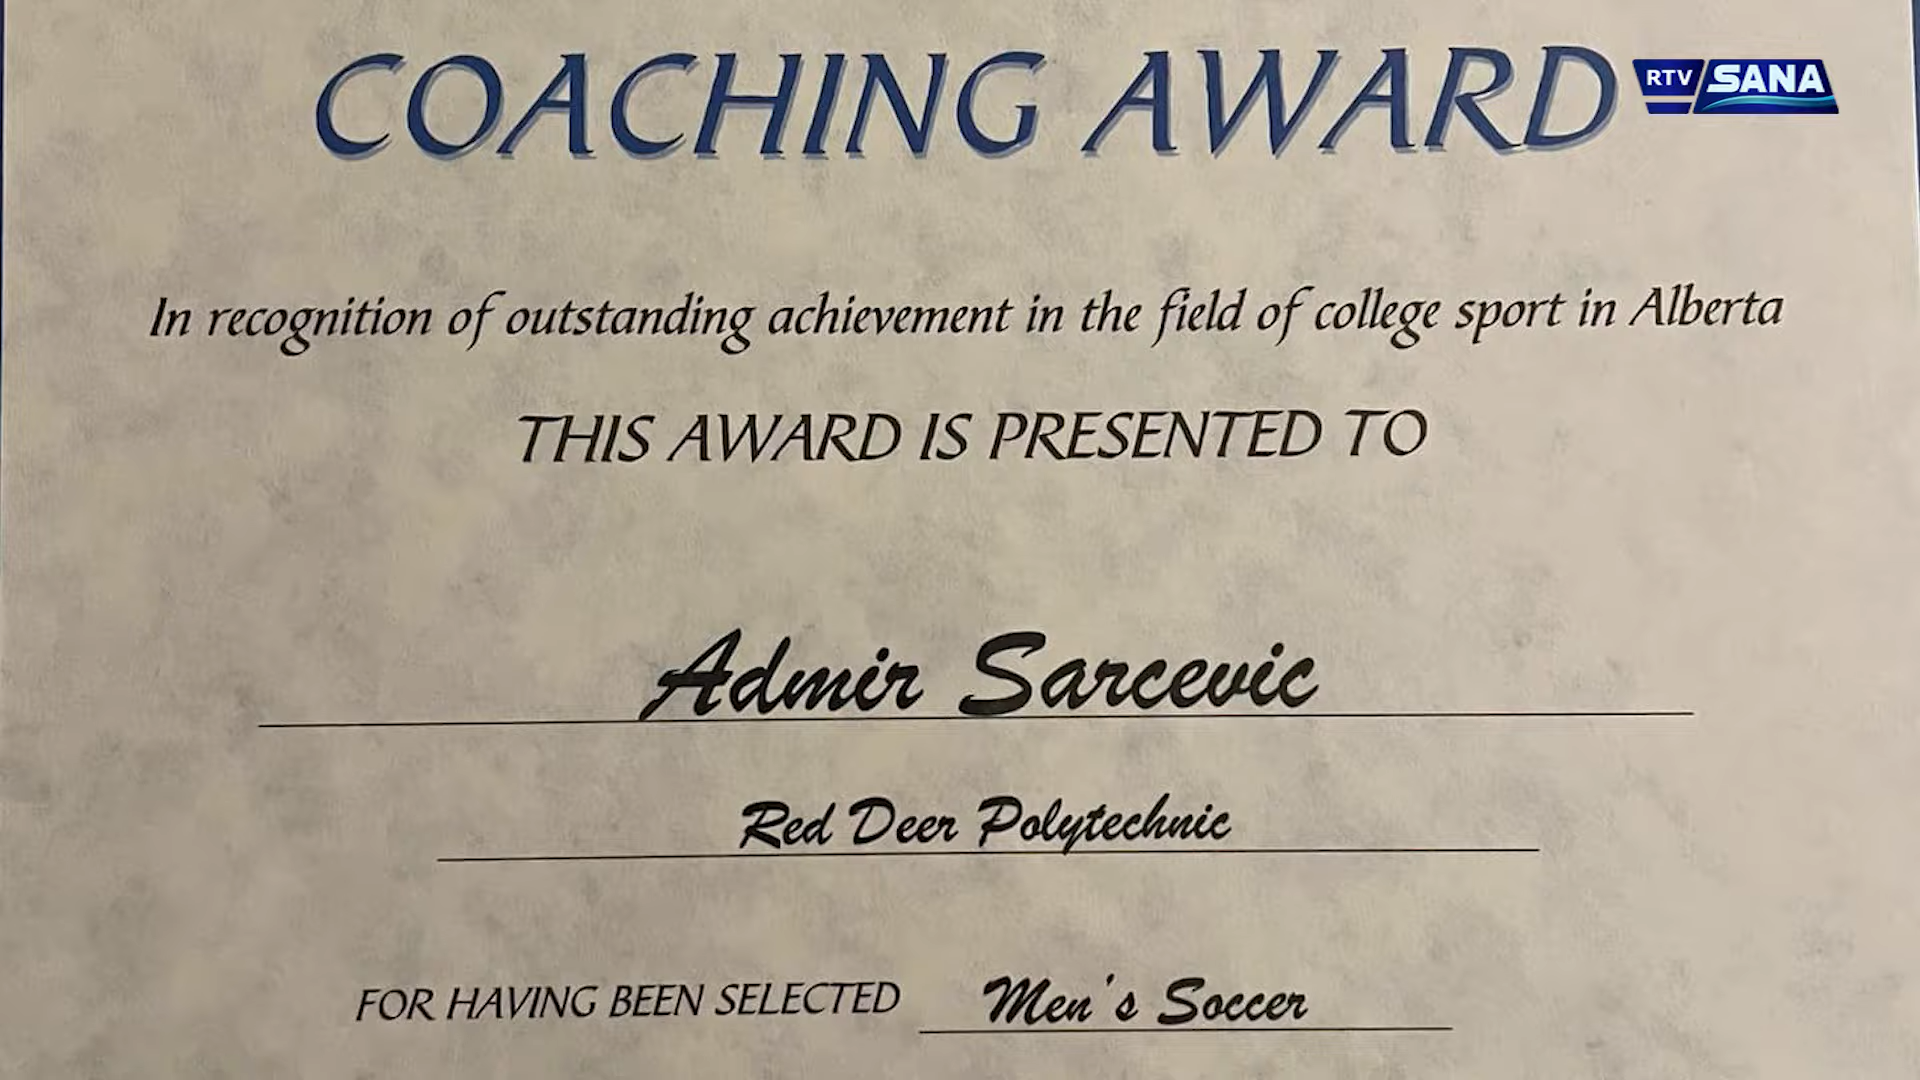 COACHING AWARD
RTV SANA
In recognition of outstanding achievement in the field of college sport in Alberta
THIS AWARD IS PRESENTED TO
Admir Sarcevic
Red Deer Polytechnic
FOR HAVING BEEN SELECTED Men's Soccer